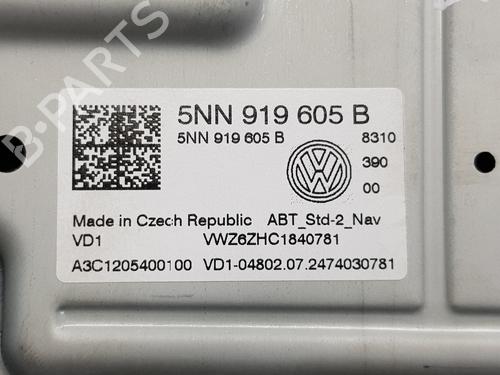 B-PARTS
5NN 919 605 B
5NN 919 605 B
8310
390
00
Made in Czech Republic ABT_Std-2_Nav
VD1 VWZ6ZHC1840781
A3C1205400100 VD1-04802.07.2474030781